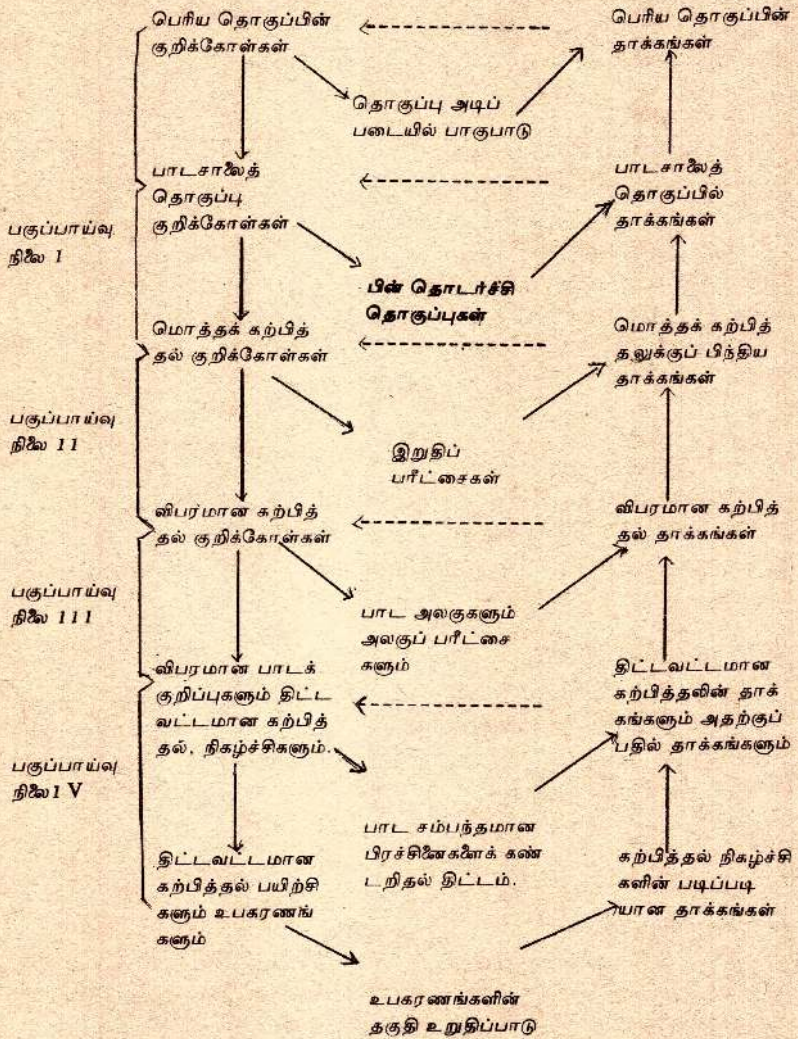 பெரிய தொகுப்பின்
குறிக்கோள்கள்
பெரிய தொகுப்பின்
தாக்கங்கள்
தொகுப்பு அடிப்
படையில் பாகுபாடு
பாடசாலைத்
தொகுப்பு
குறிக்கோள்கள்
பாடசாலைத்
தொகுப்பில்
தாக்கங்கள்
பகுப்பாய்வு
நிலை 1
பின் தொடர்ச்சி
தொகுப்புகள்
மொத்தக் கற்பித்
தல் குறிக்கோள்கள்
மொத்தக் கற்பித்
தலுக்குப் பிந்திய
தாக்கங்கள்
பகுப்பாய்வு
நிலை 11
இறுதிப்
பரீட்சைகள்
விபரமான கற்பித்
தல் குறிக்கோள்கள்
விபரமான கற்பித்
தல் தாக்கங்கள்
பகுப்பாய்வு
நிலை 111
பாட அலகுகளும்
அலகுப் பரீட்சை
களும்
விபரமான பாடக்
குறிப்புகளும் திட்ட
வட்டமான கற்பித்
தல், நிகழ்ச்சிகளும்.
திட்டவட்டமான
கற்பித்தலின் தாக்
கங்களும் அதற்குப்
பதில் தாக்கங்களும்
பகுப்பாய்வு
நிலை1 V
பாட சம்பந்தமான
பிரச்சினைகளைக் கண்
டறிதல் திட்டம்.
திட்டவட்டமான
கற்பித்தல் பயிற்சி
களும் உபகரணங்
களும்
கற்பித்தல் நிகழ்ச்சி
களின் படிப்படி
யான தாக்கங்கள்
உபகரணங்களின்
தகுதி உறுதிப்பாடு